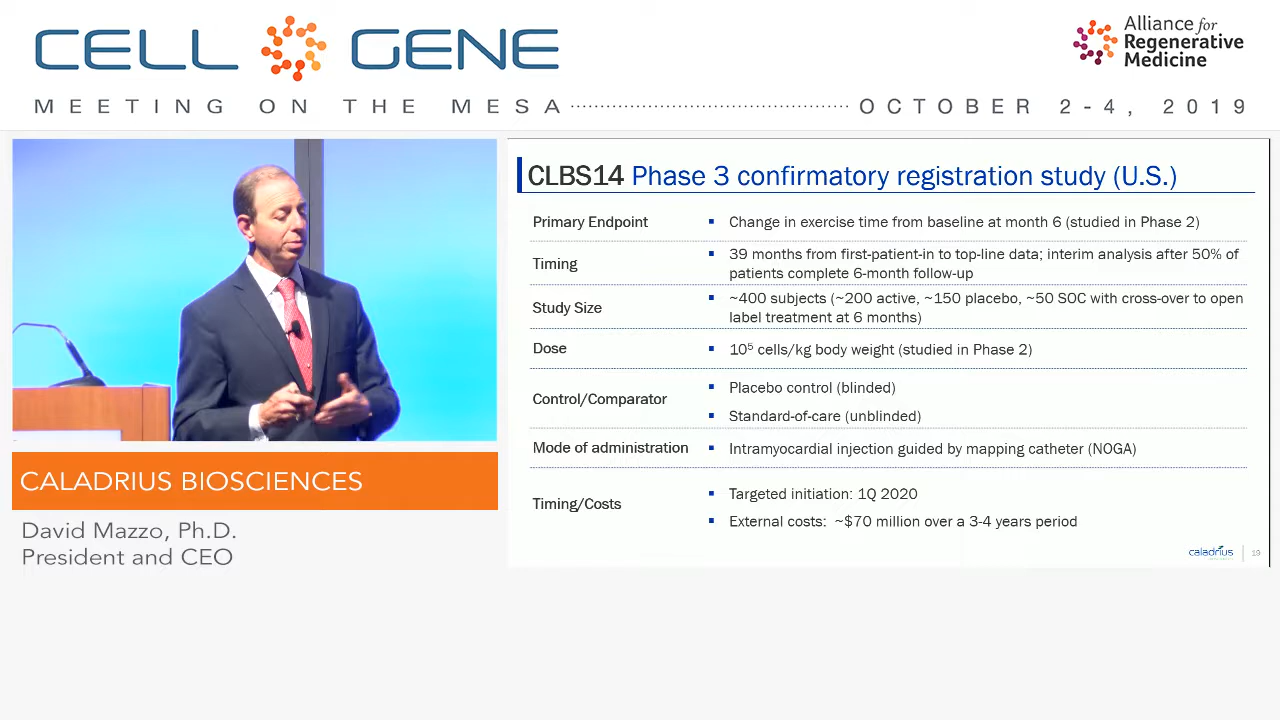 CELL GENE
Alliance for
Regenerative
Medicine
MEETING ON THE MESA
OCTOBER 2-4, 2019
CLBS14 Phase 3 confirmatory registration study (U.S.)
Primary Endpoint
▪ Change in exercise time from baseline at month 6 (studied in Phase 2)
Timing
▪ 39 months from first-patient-in to top-line data; interim analysis after 50% of
patients complete 6-month follow-up
Study Size
▪ ~400 subjects (~200 active, ~150 placebo, ~50 SOC with cross-over to open
label treatment at 6 months)
Dose
▪ 10⁵ cells/kg body weight (studied in Phase 2)
Control/Comparator
▪ Placebo control (blinded)
▪ Standard-of-care (unblinded)
Mode of administration
▪ Intramyocardial injection guided by mapping catheter (NOGA)
Timing/Costs
▪ Targeted initiation: 1Q 2020
▪ External costs: ~$70 million over a 3-4 years period
caladrius
19
CALADRIUS BIOSCIENCES
David Mazzo, Ph.D.
President and CEO